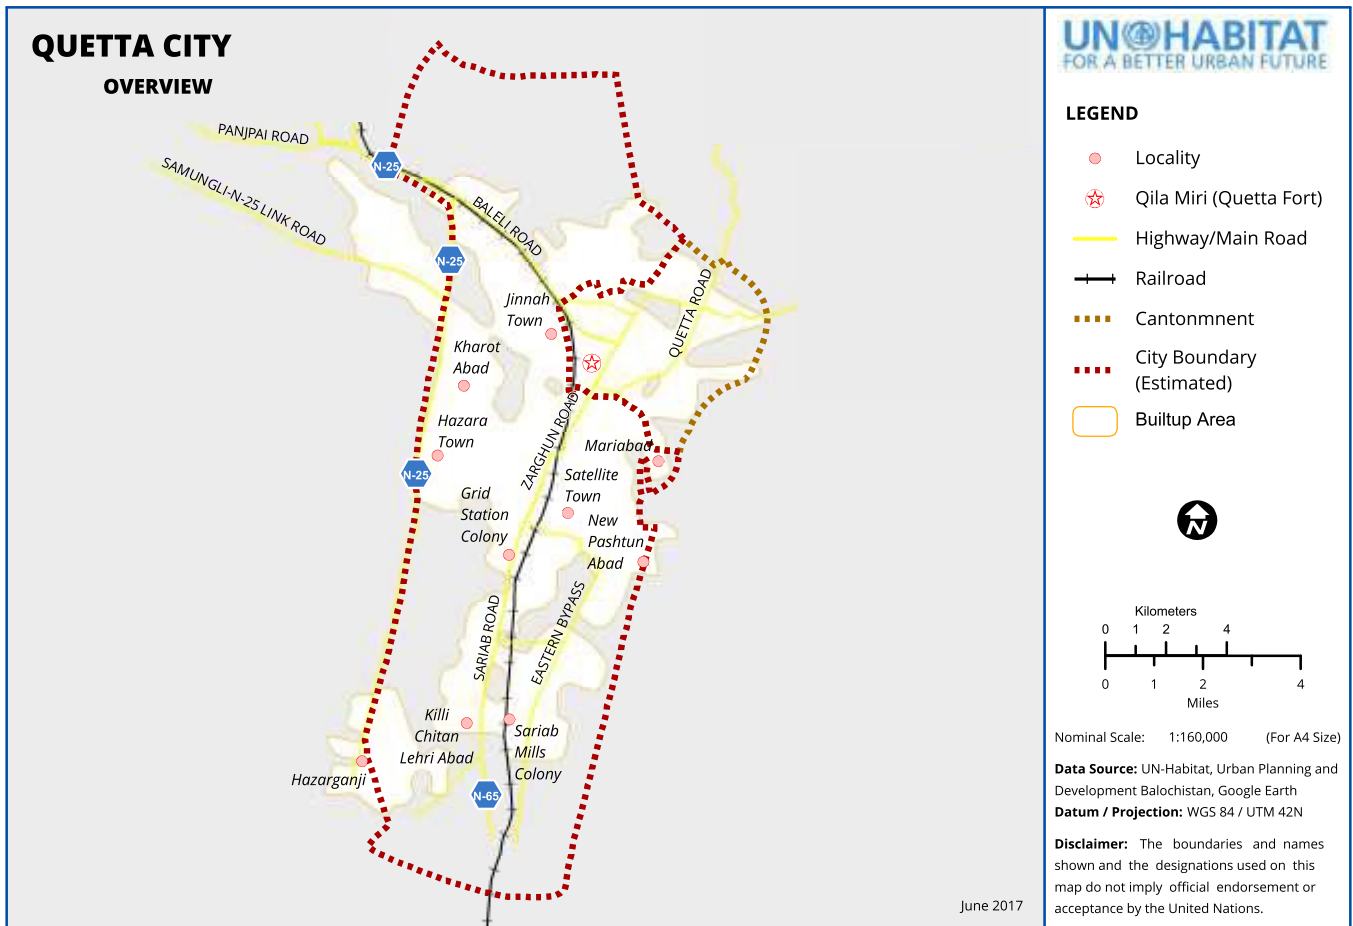 QUETTA CITY
OVERVIEW
PANJPAI ROAD
SAMUNGLI-N-25 LINK ROAD
N-25
BALELI ROAD
N-25
QUETTA ROAD
Jinnah
Town
Kharot
Abad
Hazara
Town
ZARGHUN ROAD
Mariabad
N-25
Satellite
Town
Grid
Station
Colony
New
Pashtun
Abad
SARIAB ROAD
EASTERN BYPASS
Killi
Chitan
Lehri Abad
Sariab
Mills
Colony
Hazarganji
N-65
June 2017
UN HABITAT
FOR A BETTER URBAN FUTURE
LEGEND
Locality
Qila Miri (Quetta Fort)
Highway/Main Road
Railroad
Cantonmnent
City Boundary
(Estimated)
Builtup Area
N
Kilometers
0 1 2 4
0 1 2 4
Miles
Nominal Scale: 1:160,000 (For A4 Size)
Data Source: UN-Habitat, Urban Planning and
Development Balochistan, Google Earth
Datum / Projection: WGS 84 / UTM 42N
Disclaimer: The boundaries and names
shown and the designations used on this
map do not imply official endorsement or
acceptance by the United Nations.